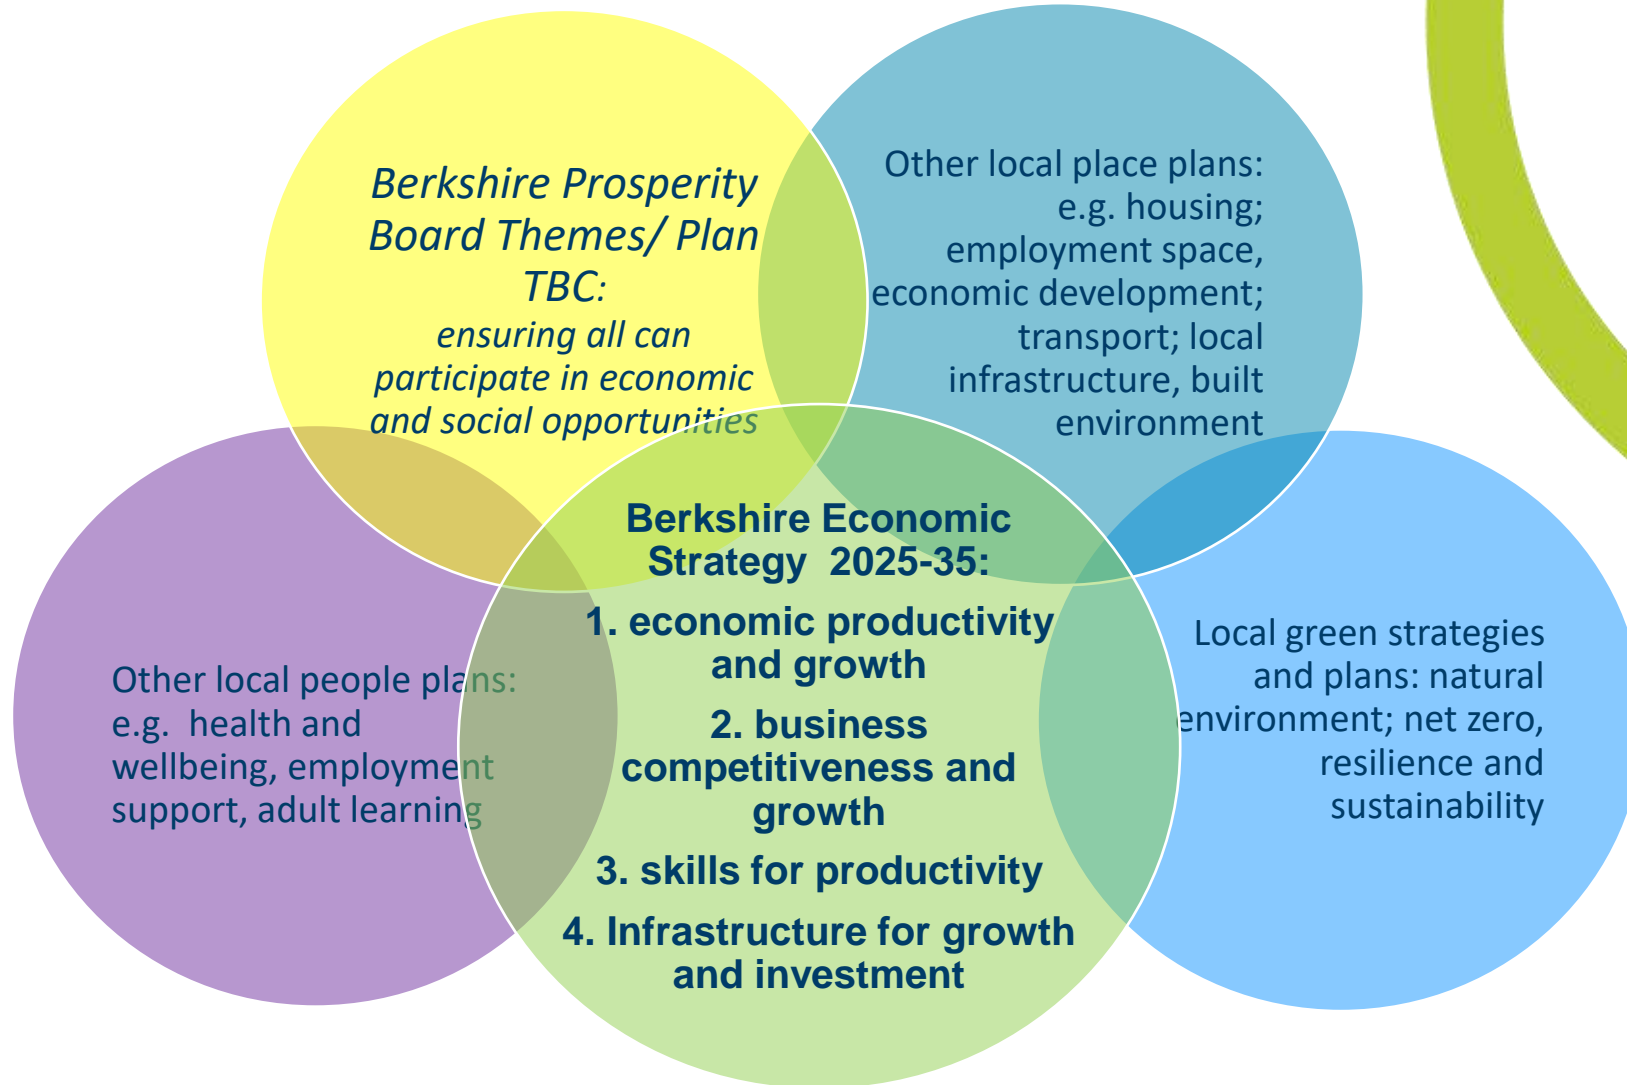 Berkshire Prosperity
Board Themes/ Plan
TBC:
ensuring all can
participate in economic
and social opportunities
Other local place plans:
e.g. housing;
employment space,
economic development;
transport; local
infrastructure, built
environment
Other local people plans:
e.g. health and
wellbeing, employment
support, adult learning
Berkshire Economic
Strategy 2025-35:
1. economic productivity
and growth
2. business
competitiveness and
growth
3. skills for productivity
4. Infrastructure for growth
and investment
Local green strategies
and plans: natural
environment; net zero,
resilience and
sustainability